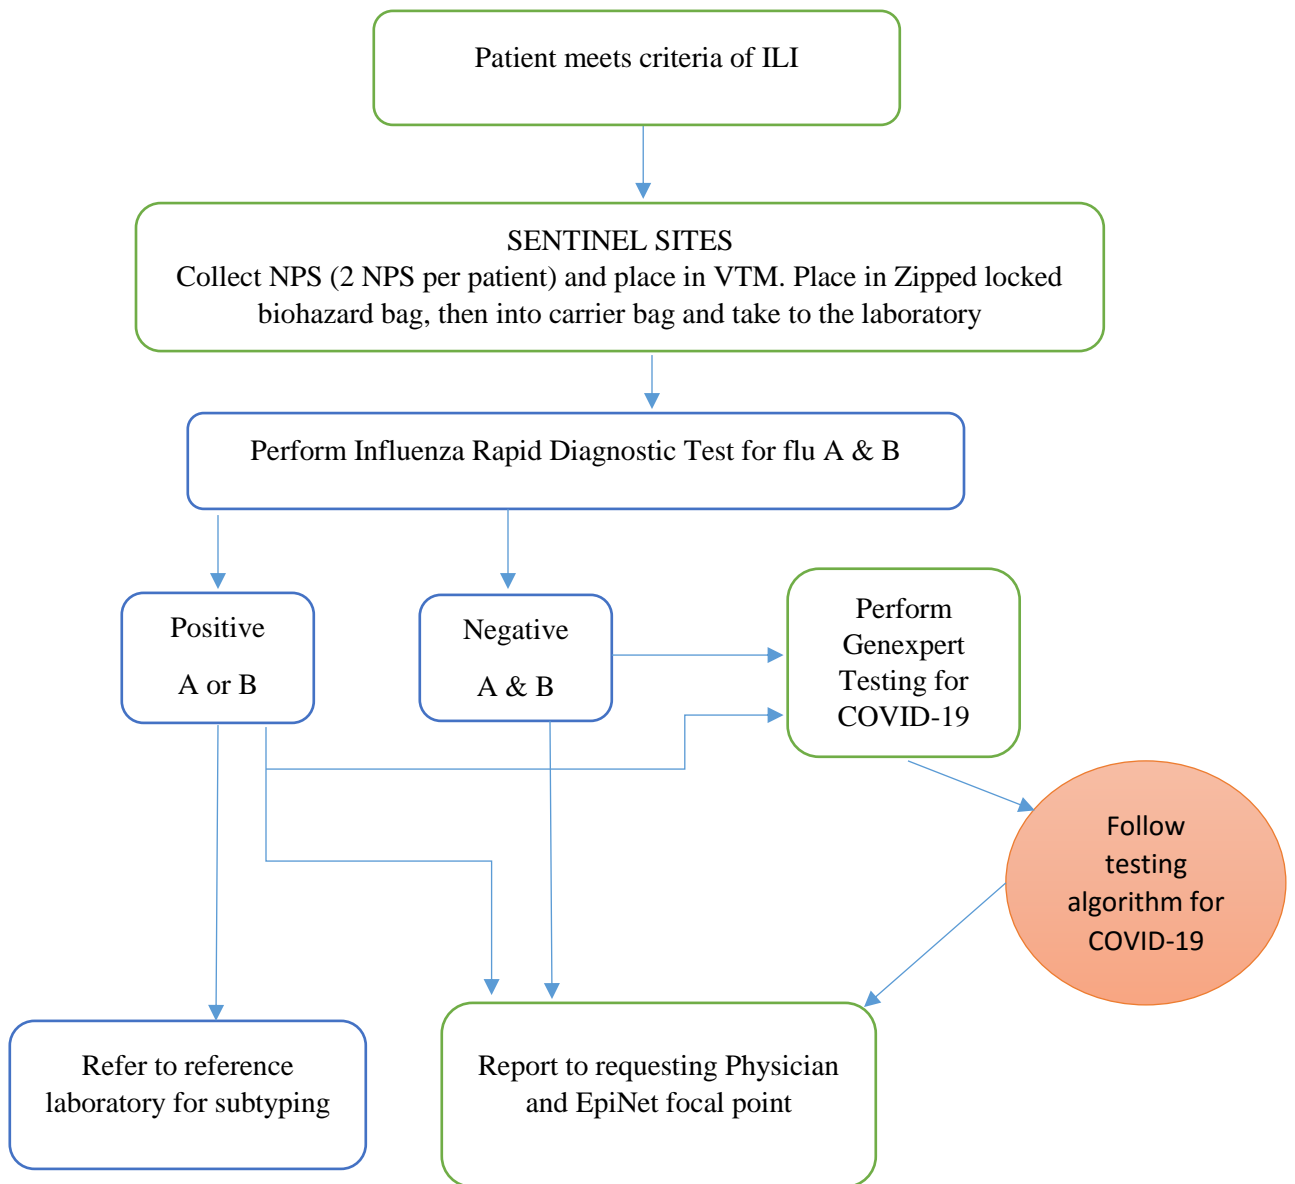 Patient meets criteria of ILI
SENTINEL SITES
Collect NPS (2 NPS per patient) and place in VTM. Place in Zipped locked
biohazard bag, then into carrier bag and take to the laboratory
Perform Influenza Rapid Diagnostic Test for flu A & B
Positive
A or B
Negative
A & B
Perform
Genexpert
Testing for
COVID-19
Follow
testing
algorithm for
COVID-19
Refer to reference
laboratory for subtyping
Report to requesting Physician
and EpiNet focal point